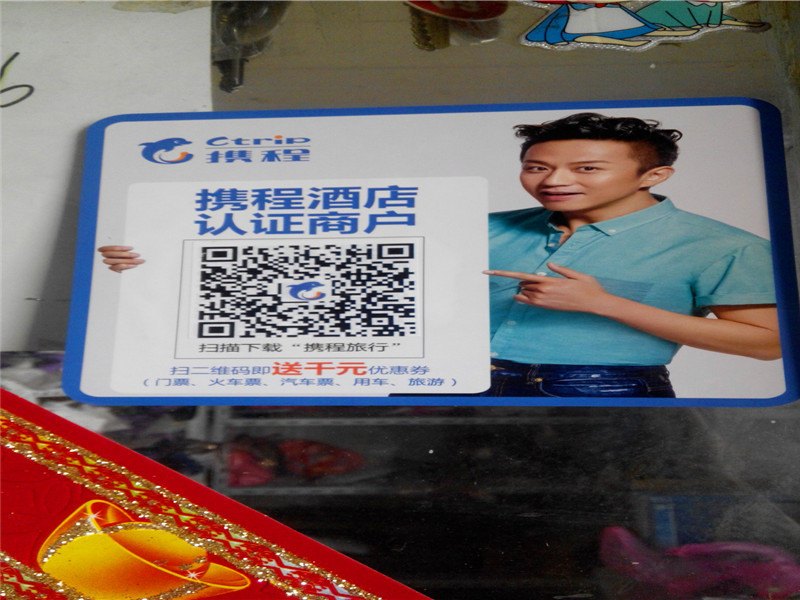 Ctrip
携程
携程酒店
认证商户
扫描下载“携程旅行”
扫二维码即送千元优惠券
（门票、火车票、汽车票、用车、旅游）